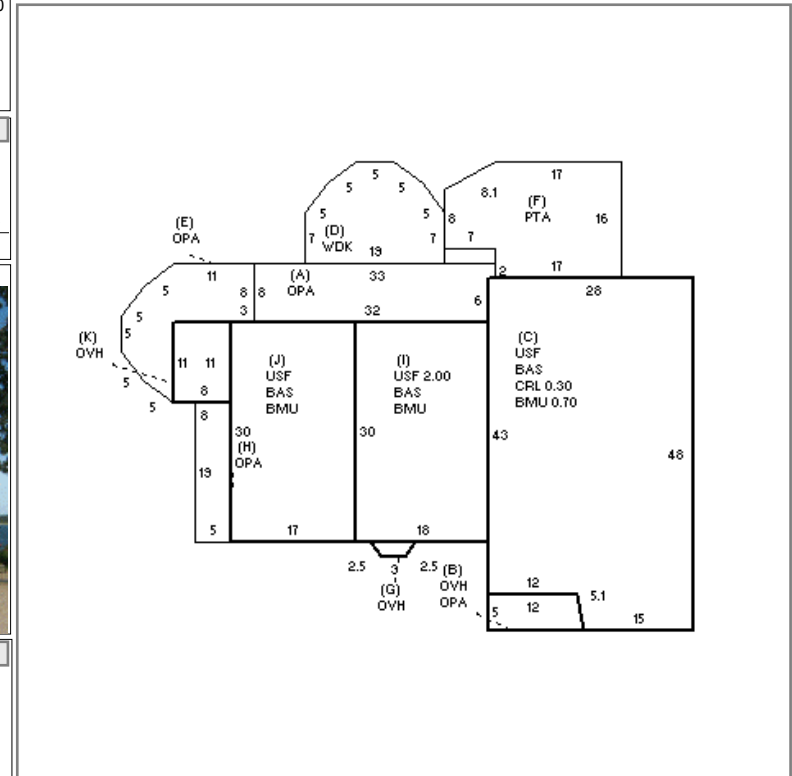 5
17
5
5
8.1
(F)
PTA
5
5
8
16
(E)
OPA
7
(D)
WDK
7
7
19
11
(A)
OPA
33
2
17
28
5
8
8
3
32
6
5
(K)
OVH
5
11
11
(J)
USF
BAS
BMU
(I)
USF 2.00
BAS
BMU
(C)
USF
BAS
CRL 0.30
BMU 0.70
5
8
5
8
30
(H)
OPA
30
43
48
19
5
17
18
2.5
3
2.5
(G)
OVH
(B)
OVH
OPA
12
12
5
5.1
15